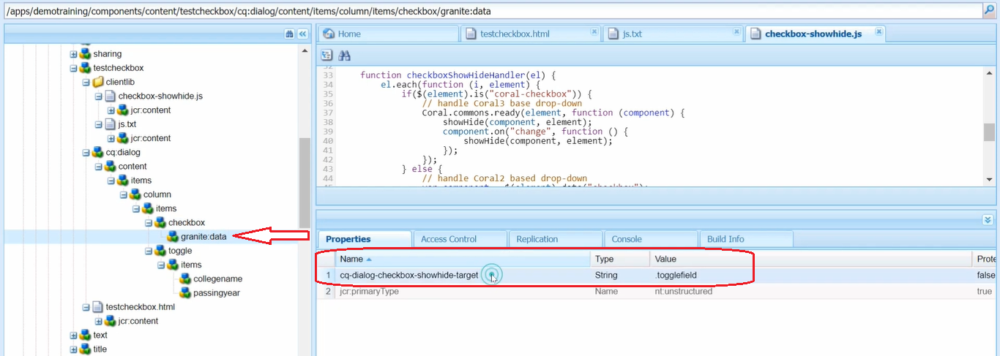 /apps/demotraining/components/content/testcheckbox/cq:dialog/content/items/column/items/checkbox/granite:data
sharing
testcheckbox
clientlib
checkbox-showhide.js
jcr:content
js.txt
jcr:content
cq:dialog
content
items
column
items
checkbox
granite:data
toggle
items
collegename
passingyear
testcheckbox.html
jcr:content
text
title
Home testcheckbox.html js.txt checkbox-showhide.js
32
33 function checkboxShowHideHandler(el) {
34 el.each(function (i, element) {
35 if($(element).is("coral-checkbox")) {
36 // handle Coral3 base drop-down
37 Coral.commons.ready(element, function (component) {
38 showHide(component, element);
39 component.on("change", function () {
40 showHide(component, element);
41 });
42 });
43 } else {
44 // handle Coral2 based drop-down
Properties Access Control Replication Console Build Info
Name Type Value Prote
1 cq-dialog-checkbox-showhide-target String .togglefield false
2 jcr:primaryType Name nt:unstructured true